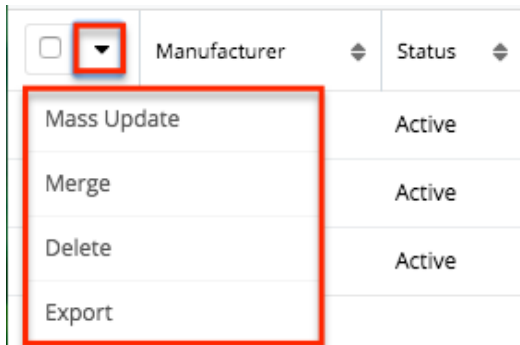 Manufacturer Status
Mass Update Active
Merge Active
Delete Active
Export